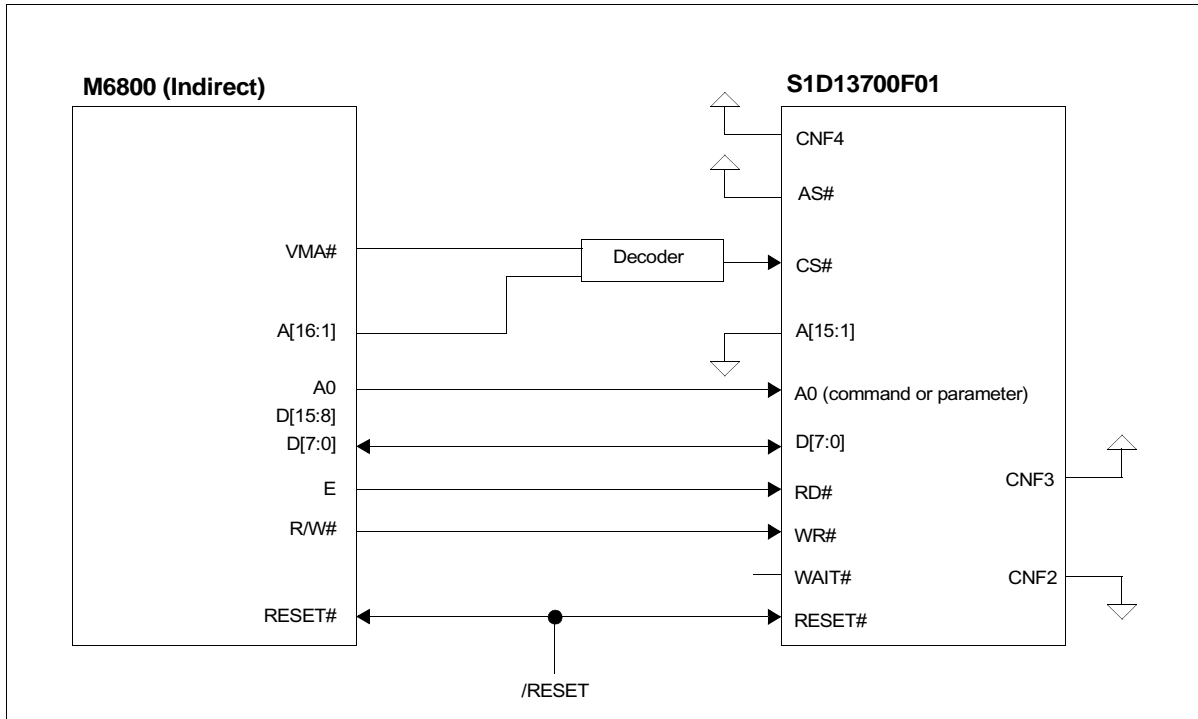 M6800 (Indirect)
S1D13700F01
CNF4
AS#
VMA#
Decoder
CS#
A[16:1]
A[15:1]
A0
A0 (command or parameter)
D[15:8]
D[7:0]
D[7:0]
CNF3
E
RD#
R/W#
WR#
WAIT#
CNF2
RESET#
RESET#
/RESET